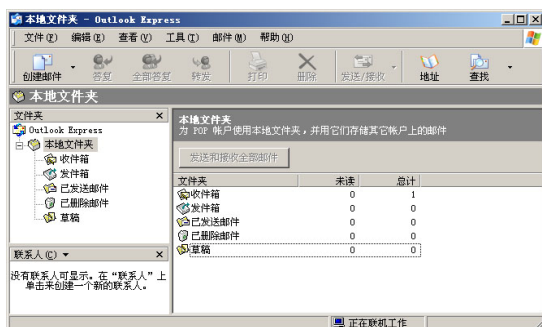 本地文件夹 - Outlook Express
文件(F) 编辑(E) 查看(V) 工具(T) 邮件(M) 帮助(H)
创建邮件 答复 全部答复 转发 打印 删除 发送/接收 地址 查找
本地文件夹
文件夹 ×
Outlook Express
本地文件夹
收件箱
发件箱
已发送邮件
已删除邮件
草稿
联系人(C) ×
没有联系人可显示。在“联系人”上
单击来创建一个新的联系人。
本地文件夹
为 POP 帐户使用本地文件夹，并用它们存储其它帐户上的邮件
发送和接收全部邮件
文件夹 未读 总计
收件箱 0 1
发件箱 0 0
已发送邮件 0 0
已删除邮件 0 0
草稿 0 0
正在联机工作